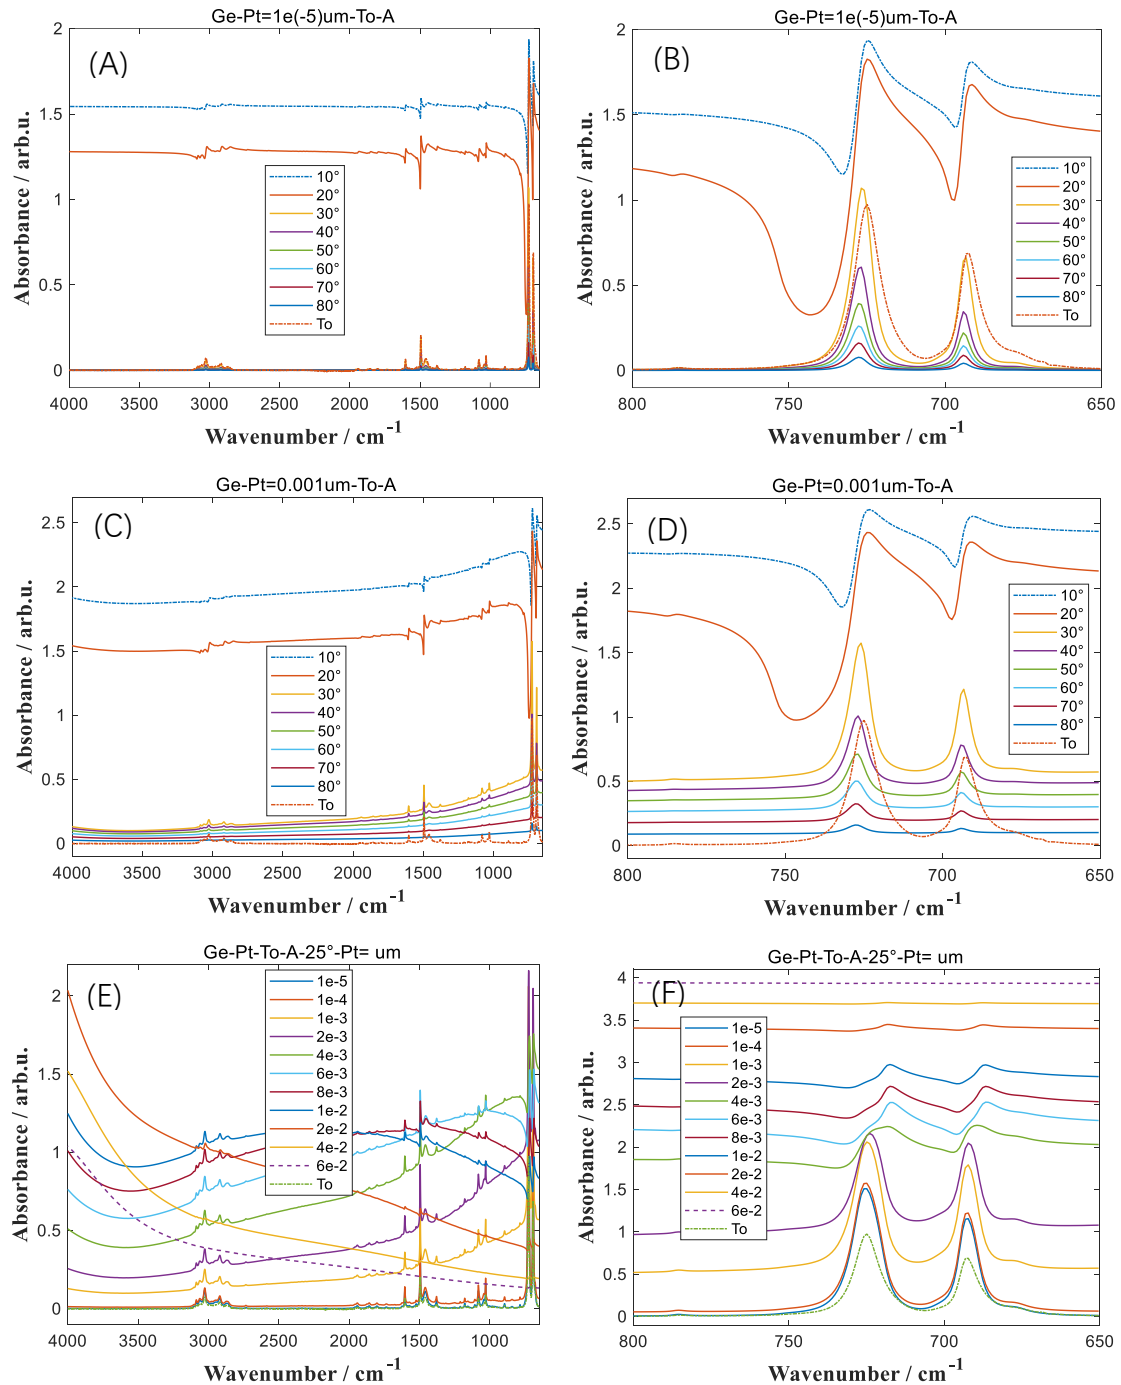 Ge-Pt=1e(-5)um-To-A
(A)
Absorbance / arb.u.
2
1.5
1
0.5
0
10°
20°
30°
40°
50°
60°
70°
80°
To
4000 3500 3000 2500 2000 1500 1000
Wavenumber / cm-1
Ge-Pt=1e(-5)um-To-A
(B)
Absorbance / arb.u.
2
1.5
1
0.5
0
10°
20°
30°
40°
50°
60°
70°
80°
To
800 750 700 650
Wavenumber / cm-1
Ge-Pt=0.001um-To-A
(C)
Absorbance / arb.u.
2.5
2
1.5
1
0.5
0
10°
20°
30°
40°
50°
60°
70°
80°
To
4000 3500 3000 2500 2000 1500 1000
Wavenumber / cm-1
Ge-Pt=0.001um-To-A
(D)
Absorbance / arb.u.
2.5
2
1.5
1
0.5
0
10°
20°
30°
40°
50°
60°
70°
80°
To
800 750 700 650
Wavenumber / cm-1
Ge-Pt-To-A-25°-Pt= um
(E)
Absorbance / arb.u.
2
1.5
1
0.5
0
1e-5
1e-4
1e-3
2e-3
4e-3
6e-3
8e-3
1e-2
2e-2
4e-2
6e-2
To
4000 3500 3000 2500 2000 1500 1000
Wavenumber / cm-1
Ge-Pt-To-A-25°-Pt= um
(F)
Absorbance / arb.u.
4
3.5
3
2.5
2
1.5
1
0.5
0
1e-5
1e-4
1e-3
2e-3
4e-3
6e-3
8e-3
1e-2
2e-2
4e-2
6e-2
To
800 750 700 650
Wavenumber / cm-1